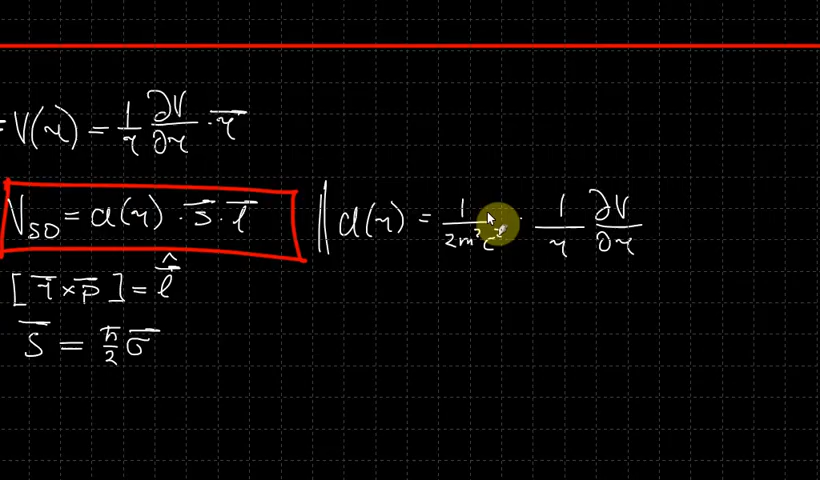 = V(r) = 1/r ∂V/∂r · r̅
V_SO = a(r) · s̅ · l̅ || a(r) = 1/(2m²c²) · 1/r ∂V/∂r
[r̅ × p̅] = l̂̅
s̅ = ħ/2 σ̅